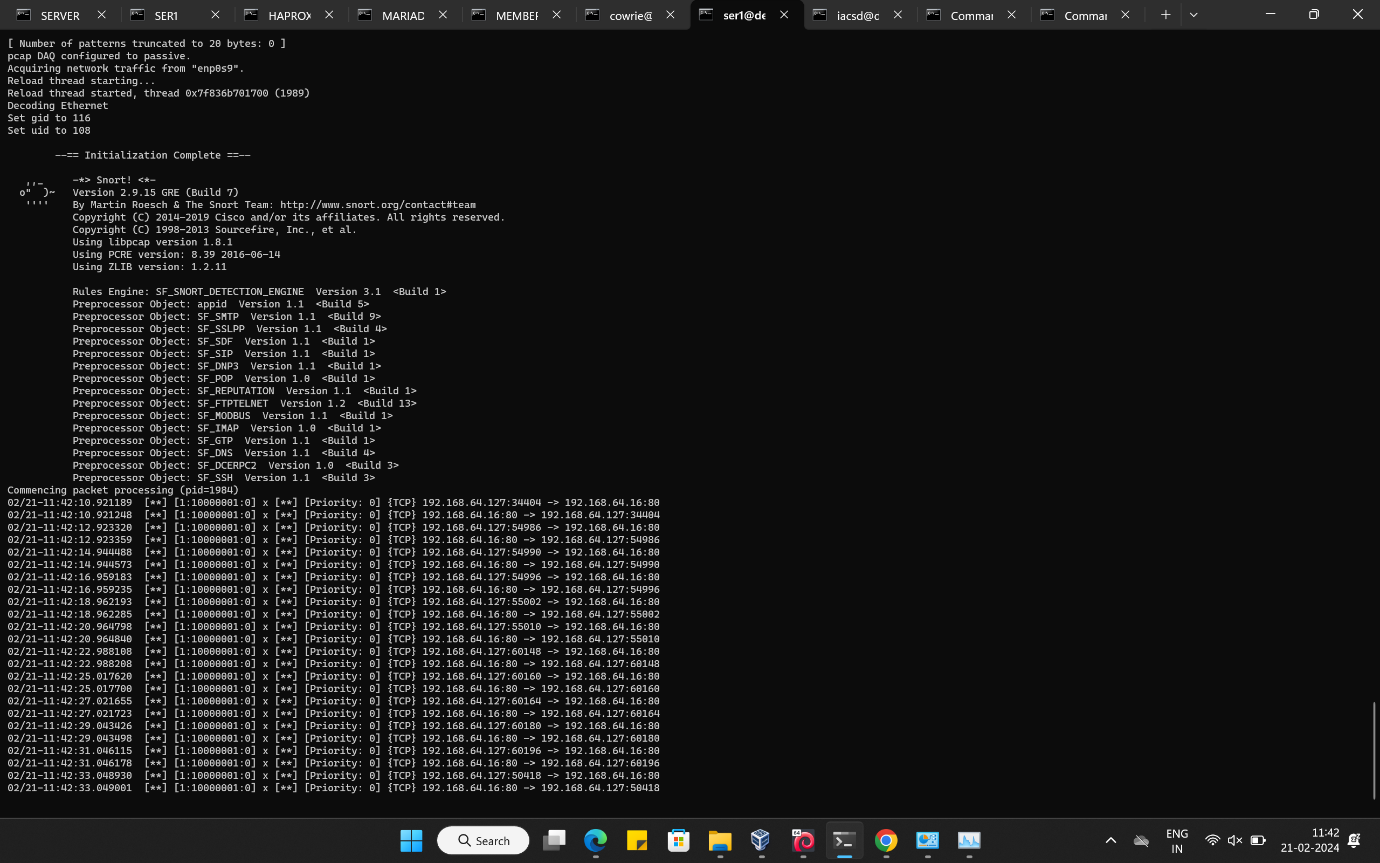 SERVER SER1 HAPROX MARIAD MEMBEF cowrie@ ser1@de iacsd@c Commar Commar
[ Number of patterns truncated to 20 bytes: 0 ]
pcap DAQ configured to passive.
Acquiring network traffic from "enp0s9".
Reload thread starting...
Reload thread started, thread 0x7f836b701700 (1989)
Decoding Ethernet
Set gid to 116
Set uid to 108
--== Initialization Complete ==--
,,_ -*> Snort! <*-
o" )~ Version 2.9.15 GRE (Build 7)
'''' By Martin Roesch & The Snort Team: http://www.snort.org/contact#team
Copyright (C) 2014-2019 Cisco and/or its affiliates. All rights reserved.
Copyright (C) 1998-2013 Sourcefire, Inc., et al.
Using libpcap version 1.8.1
Using PCRE version: 8.39 2016-06-14
Using ZLIB version: 1.2.11
Rules Engine: SF_SNORT_DETECTION_ENGINE Version 3.1 <Build 1>
Preprocessor Object: appid Version 1.1 <Build 5>
Preprocessor Object: SF_SMTP Version 1.1 <Build 9>
Preprocessor Object: SF_SSLPP Version 1.1 <Build 4>
Preprocessor Object: SF_SDF Version 1.1 <Build 1>
Preprocessor Object: SF_SIP Version 1.1 <Build 1>
Preprocessor Object: SF_DNP3 Version 1.1 <Build 1>
Preprocessor Object: SF_POP Version 1.0 <Build 1>
Preprocessor Object: SF_REPUTATION Version 1.1 <Build 1>
Preprocessor Object: SF_FTPTELNET Version 1.2 <Build 13>
Preprocessor Object: SF_MODBUS Version 1.1 <Build 1>
Preprocessor Object: SF_IMAP Version 1.0 <Build 1>
Preprocessor Object: SF_GTP Version 1.1 <Build 1>
Preprocessor Object: SF_DNS Version 1.1 <Build 4>
Preprocessor Object: SF_DCERPC2 Version 1.0 <Build 3>
Preprocessor Object: SF_SSH Version 1.1 <Build 3>
Commencing packet processing (pid=1984)
02/21-11:42:10.921189 [**] [1:10000001:0] x [**] [Priority: 0] {TCP} 192.168.64.127:34404 -> 192.168.64.16:80
02/21-11:42:10.921248 [**] [1:10000001:0] x [**] [Priority: 0] {TCP} 192.168.64.16:80 -> 192.168.64.127:34404
02/21-11:42:12.923320 [**] [1:10000001:0] x [**] [Priority: 0] {TCP} 192.168.64.127:54986 -> 192.168.64.16:80
02/21-11:42:12.923359 [**] [1:10000001:0] x [**] [Priority: 0] {TCP} 192.168.64.16:80 -> 192.168.64.127:54986
02/21-11:42:14.944488 [**] [1:10000001:0] x [**] [Priority: 0] {TCP} 192.168.64.127:54990 -> 192.168.64.16:80
02/21-11:42:14.944573 [**] [1:10000001:0] x [**] [Priority: 0] {TCP} 192.168.64.16:80 -> 192.168.64.127:54990
02/21-11:42:16.959183 [**] [1:10000001:0] x [**] [Priority: 0] {TCP} 192.168.64.127:54996 -> 192.168.64.16:80
02/21-11:42:16.959235 [**] [1:10000001:0] x [**] [Priority: 0] {TCP} 192.168.64.16:80 -> 192.168.64.127:54996
02/21-11:42:18.962193 [**] [1:10000001:0] x [**] [Priority: 0] {TCP} 192.168.64.127:55002 -> 192.168.64.16:80
02/21-11:42:18.962285 [**] [1:10000001:0] x [**] [Priority: 0] {TCP} 192.168.64.16:80 -> 192.168.64.127:55002
02/21-11:42:20.964798 [**] [1:10000001:0] x [**] [Priority: 0] {TCP} 192.168.64.127:55010 -> 192.168.64.16:80
02/21-11:42:20.964840 [**] [1:10000001:0] x [**] [Priority: 0] {TCP} 192.168.64.16:80 -> 192.168.64.127:55010
02/21-11:42:22.988108 [**] [1:10000001:0] x [**] [Priority: 0] {TCP} 192.168.64.127:60148 -> 192.168.64.16:80
02/21-11:42:22.988208 [**] [1:10000001:0] x [**] [Priority: 0] {TCP} 192.168.64.16:80 -> 192.168.64.127:60148
02/21-11:42:25.017620 [**] [1:10000001:0] x [**] [Priority: 0] {TCP} 192.168.64.127:60160 -> 192.168.64.16:80
02/21-11:42:25.017700 [**] [1:10000001:0] x [**] [Priority: 0] {TCP} 192.168.64.16:80 -> 192.168.64.127:60160
02/21-11:42:27.021655 [**] [1:10000001:0] x [**] [Priority: 0] {TCP} 192.168.64.127:60164 -> 192.168.64.16:80
02/21-11:42:27.021723 [**] [1:10000001:0] x [**] [Priority: 0] {TCP} 192.168.64.16:80 -> 192.168.64.127:60164
02/21-11:42:29.043426 [**] [1:10000001:0] x [**] [Priority: 0] {TCP} 192.168.64.127:60180 -> 192.168.64.16:80
02/21-11:42:29.043498 [**] [1:10000001:0] x [**] [Priority: 0] {TCP} 192.168.64.16:80 -> 192.168.64.127:60180
02/21-11:42:31.046115 [**] [1:10000001:0] x [**] [Priority: 0] {TCP} 192.168.64.127:60196 -> 192.168.64.16:80
02/21-11:42:31.046178 [**] [1:10000001:0] x [**] [Priority: 0] {TCP} 192.168.64.16:80 -> 192.168.64.127:60196
02/21-11:42:33.048930 [**] [1:10000001:0] x [**] [Priority: 0] {TCP} 192.168.64.127:50418 -> 192.168.64.16:80
02/21-11:42:33.049001 [**] [1:10000001:0] x [**] [Priority: 0] {TCP} 192.168.64.16:80 -> 192.168.64.127:50418
Search
ENG
IN
11:42
21-02-2024